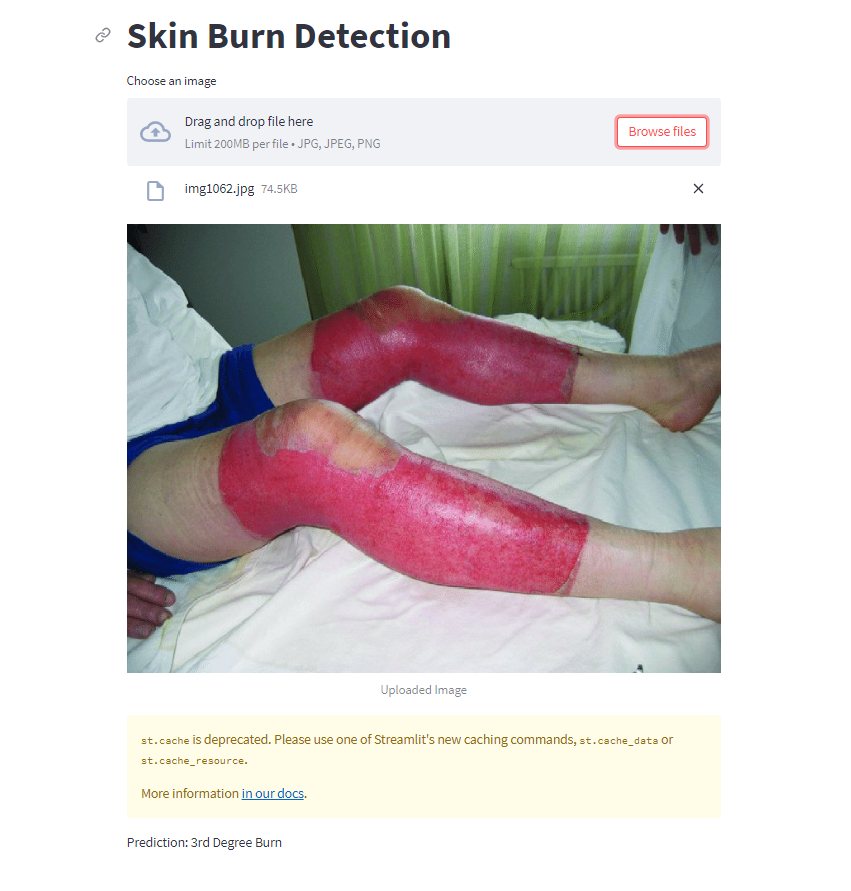 Skin Burn Detection
Choose an image
Drag and drop file here
Limit 200MB per file • JPG, JPEG, PNG
Browse files
img1062.jpg 74.5KB
Uploaded Image
st.cache is deprecated. Please use one of Streamlit's new caching commands, st.cache_data or
st.cache_resource.
More information in our docs.
Prediction: 3rd Degree Burn